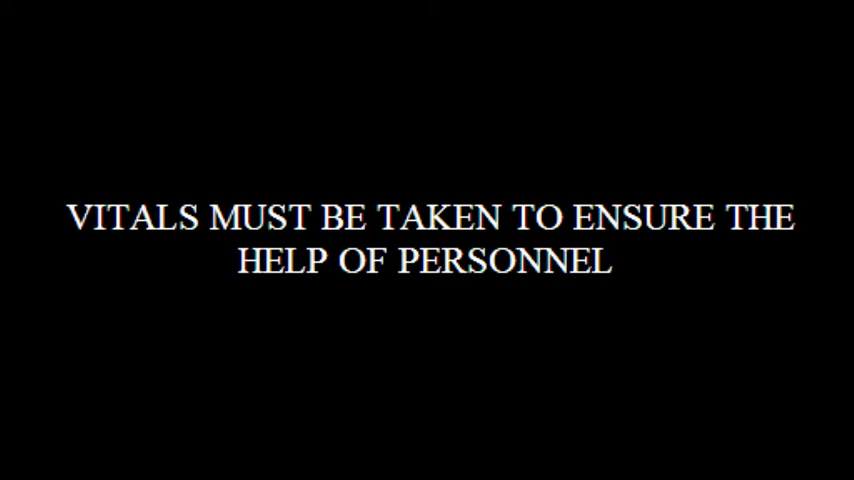 VITALS MUST BE TAKEN TO ENSURE THE
HELP OF PERSONNEL